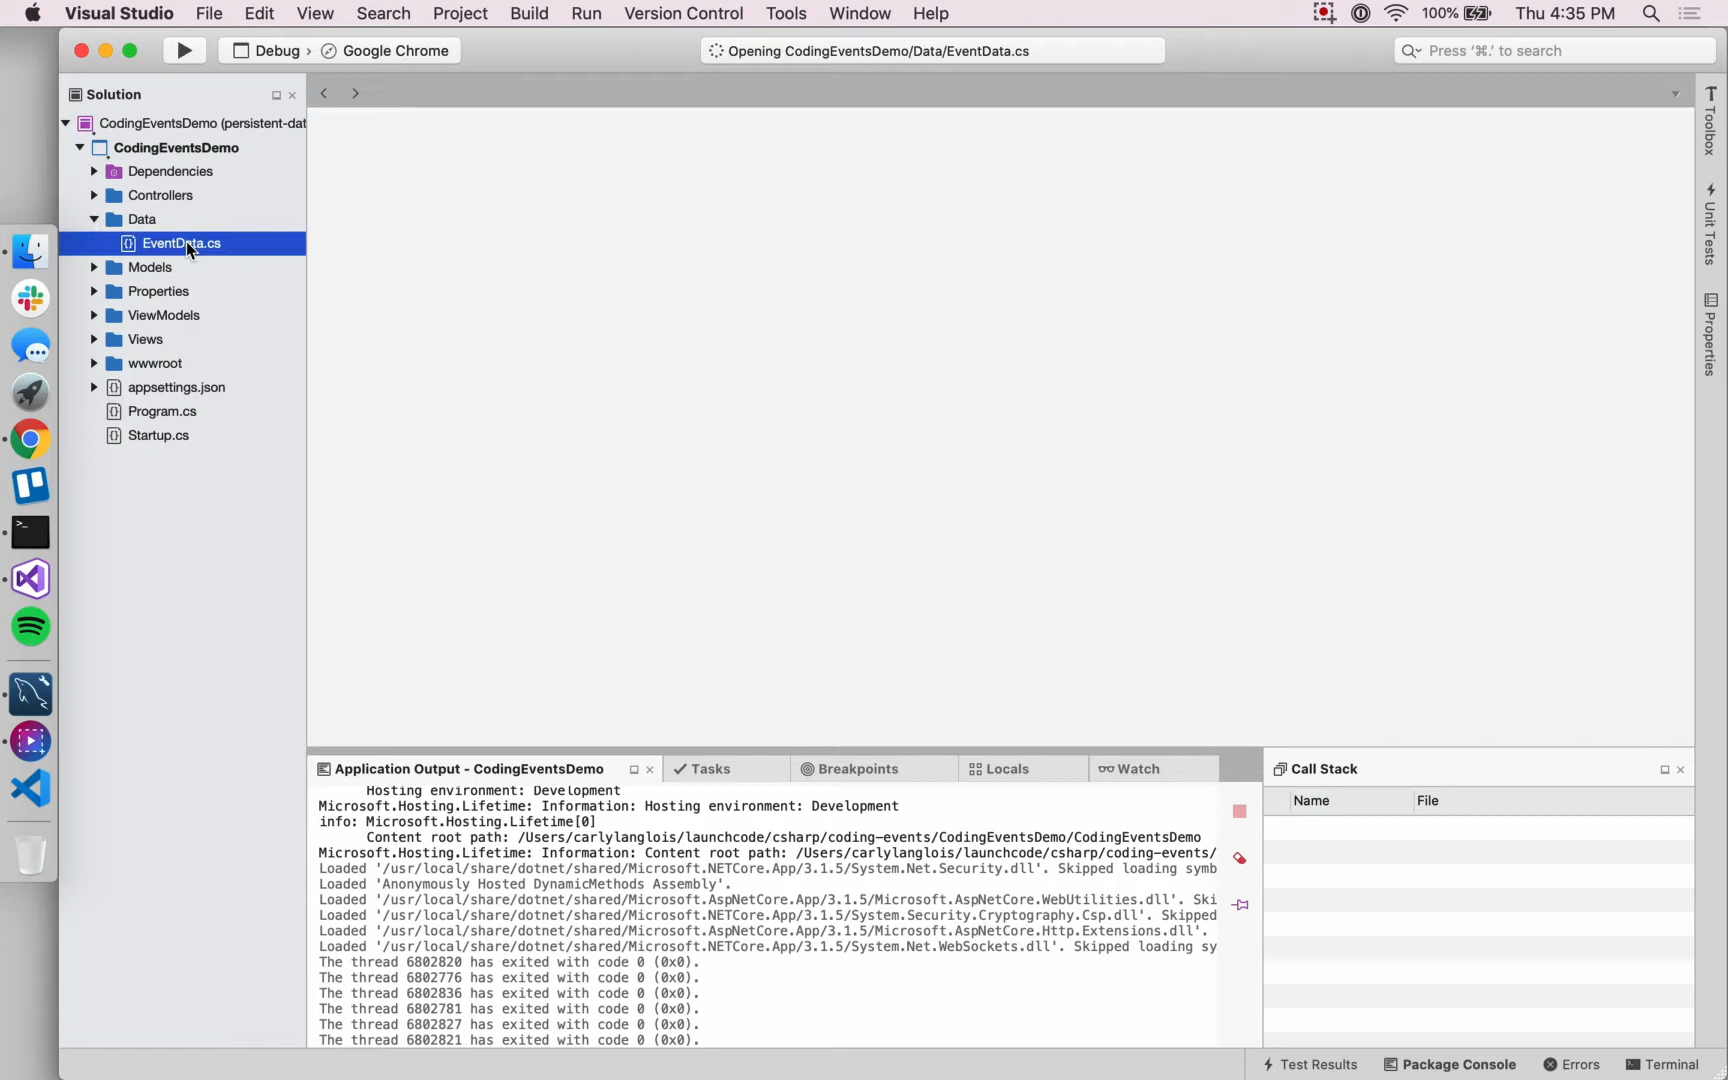 Visual Studio File Edit View Search Project Build Run Version Control Tools Window Help 100% Thu 4:35 PM
Debug › Google Chrome
Opening CodingEventsDemo/Data/EventData.cs
Press '⌘.' to search
Solution
CodingEventsDemo (persistent-dat
CodingEventsDemo
Dependencies
Controllers
Data
EventData.cs
Models
Properties
ViewModels
Views
wwwroot
appsettings.json
Program.cs
Startup.cs
Toolbox
Unit Tests
Properties
Application Output - CodingEventsDemo
Tasks
Breakpoints
Locals
Watch
Hosting environment: Development
Microsoft.Hosting.Lifetime: Information: Hosting environment: Development
info: Microsoft.Hosting.Lifetime[0]
Content root path: /Users/carlylanglois/launchcode/csharp/coding-events/CodingEventsDemo/CodingEventsDemo
Microsoft.Hosting.Lifetime: Information: Content root path: /Users/carlylanglois/launchcode/csharp/coding-events/
Loaded '/usr/local/share/dotnet/shared/Microsoft.NETCore.App/3.1.5/System.Net.Security.dll'. Skipped loading symb
Loaded 'Anonymously Hosted DynamicMethods Assembly'.
Loaded '/usr/local/share/dotnet/shared/Microsoft.AspNetCore.App/3.1.5/Microsoft.AspNetCore.WebUtilities.dll'. Ski
Loaded '/usr/local/share/dotnet/shared/Microsoft.NETCore.App/3.1.5/System.Security.Cryptography.Csp.dll'. Skipped
Loaded '/usr/local/share/dotnet/shared/Microsoft.AspNetCore.App/3.1.5/Microsoft.AspNetCore.Http.Extensions.dll'.
Loaded '/usr/local/share/dotnet/shared/Microsoft.NETCore.App/3.1.5/System.Net.WebSockets.dll'. Skipped loading sy
The thread 6802820 has exited with code 0 (0x0).
The thread 6802776 has exited with code 0 (0x0).
The thread 6802836 has exited with code 0 (0x0).
The thread 6802781 has exited with code 0 (0x0).
The thread 6802827 has exited with code 0 (0x0).
The thread 6802821 has exited with code 0 (0x0).
Call Stack
Name File
Test Results Package Console Errors Terminal